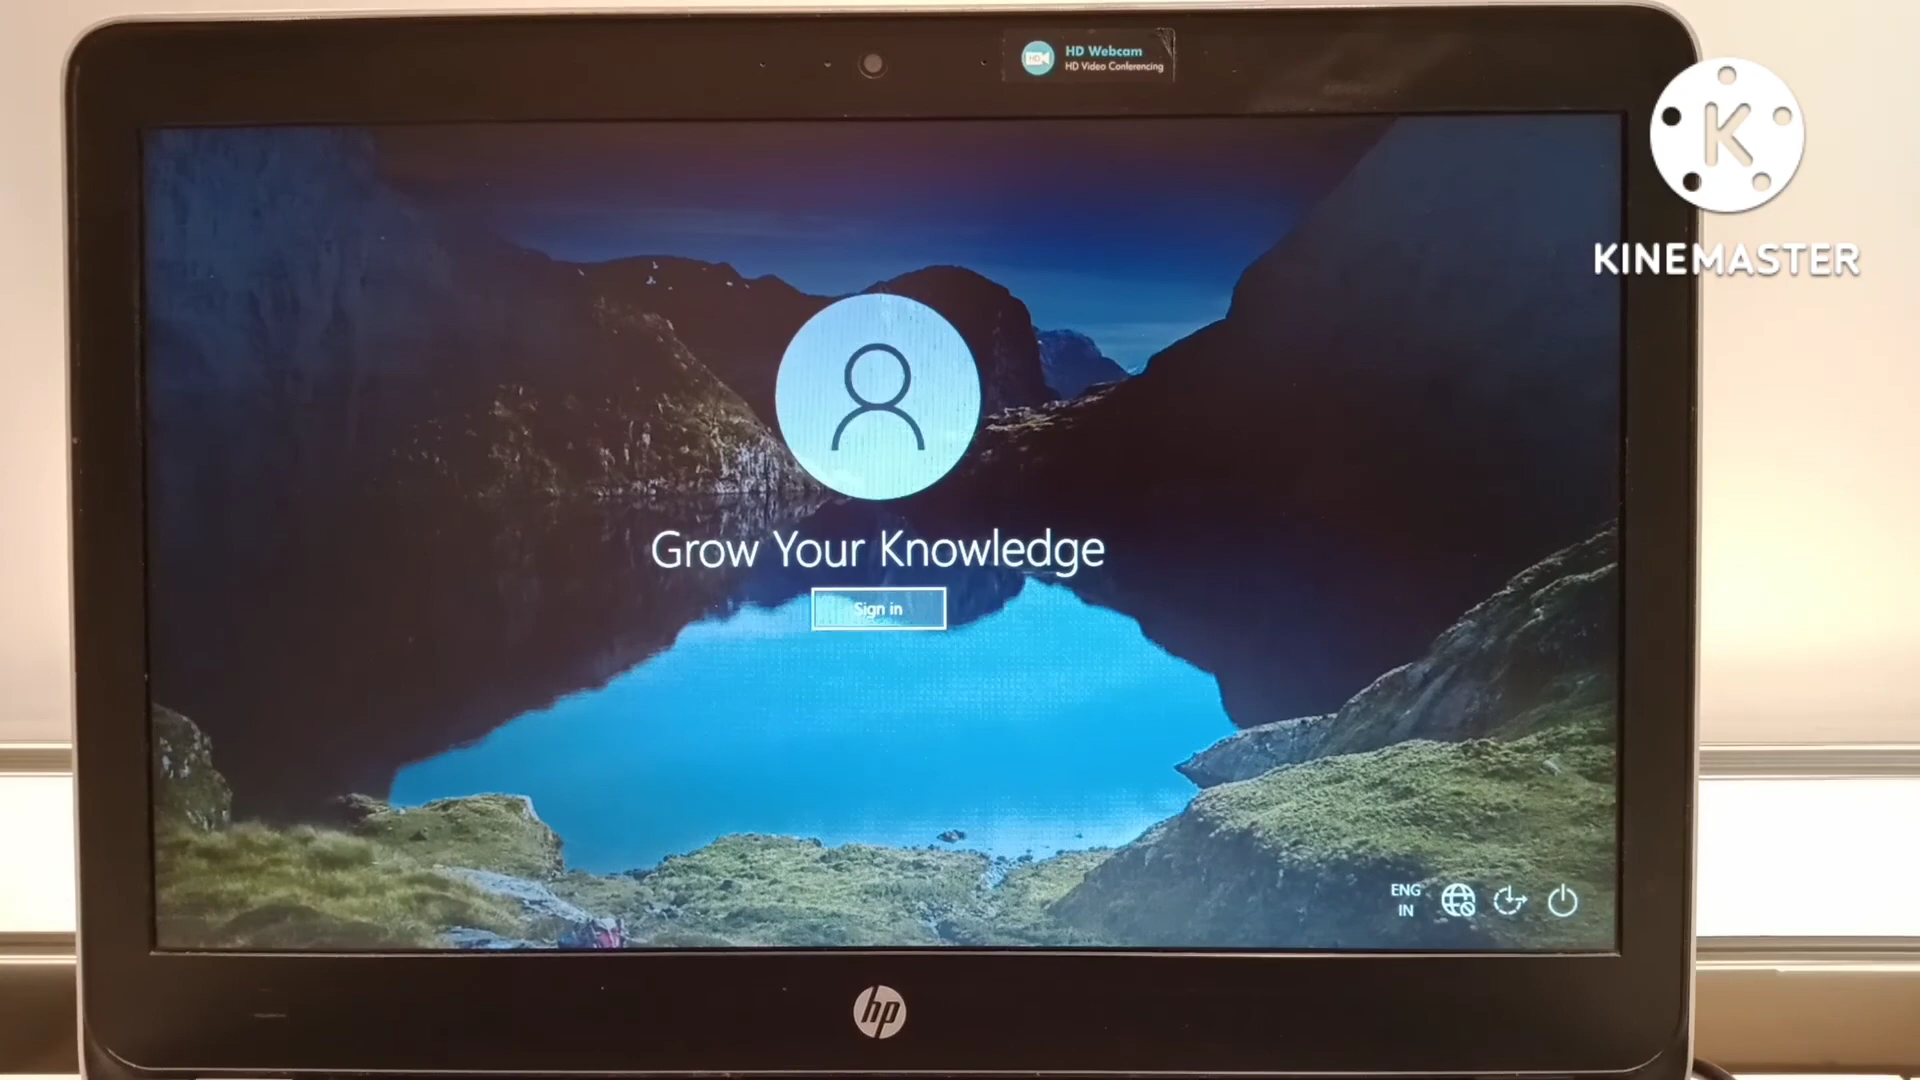 HD Webcam
HD Video Conferencing
K
KINEMASTER
Grow Your Knowledge
Sign in
ENG
IN
hp